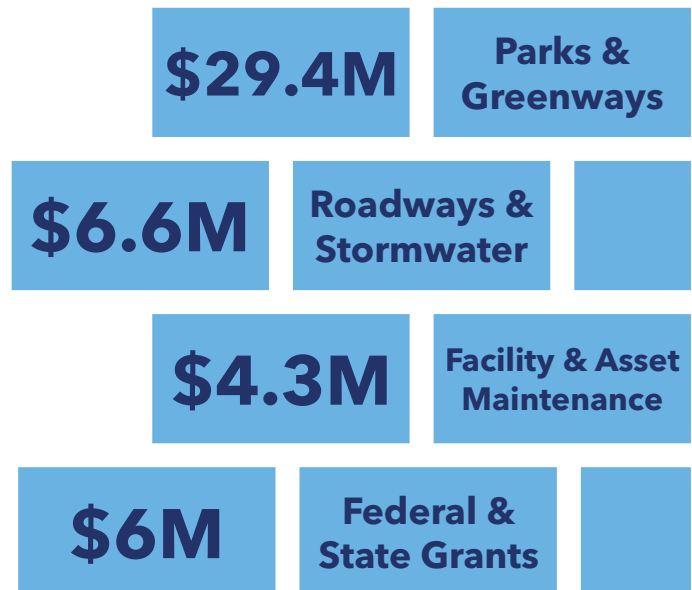 $29.4M
Parks &
Greenways
$6.6M
Roadways &
Stormwater
$4.3M
Facility & Asset
Maintenance
$6M
Federal &
State Grants